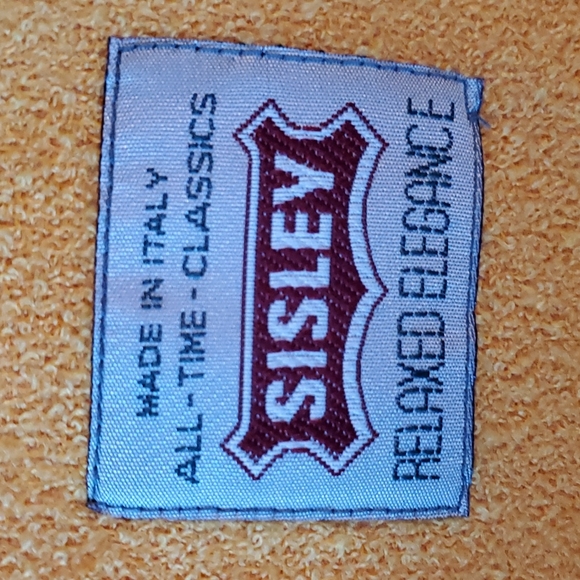 MADE IN ITALY
ALL-TIME-CLASSICS
SISLEY
RELAXED ELEGANCE